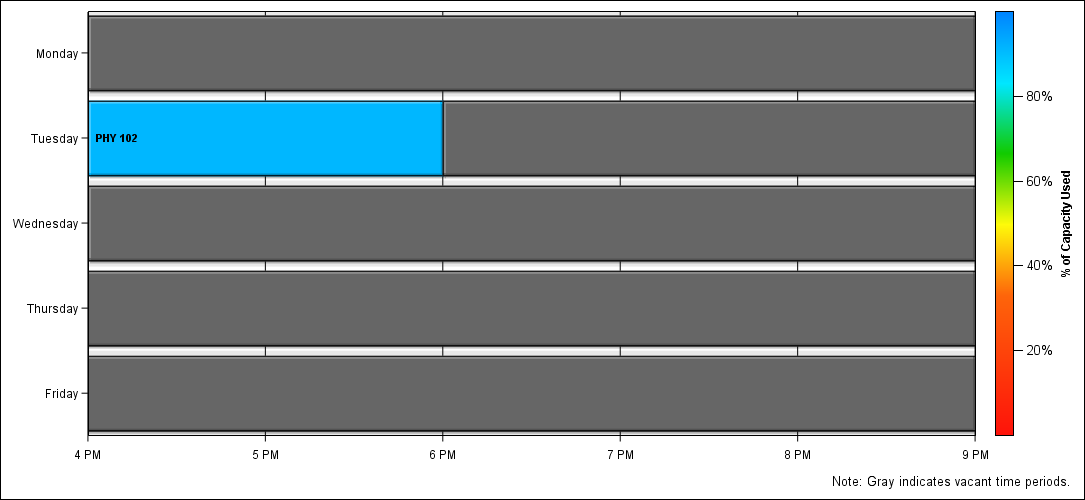 Monday
Tuesday
PHY 102
Wednesday
Thursday
Friday
4 PM
5 PM
6 PM
7 PM
8 PM
9 PM
80%
60%
40%
20%
% of Capacity Used
Note: Gray indicates vacant time periods.